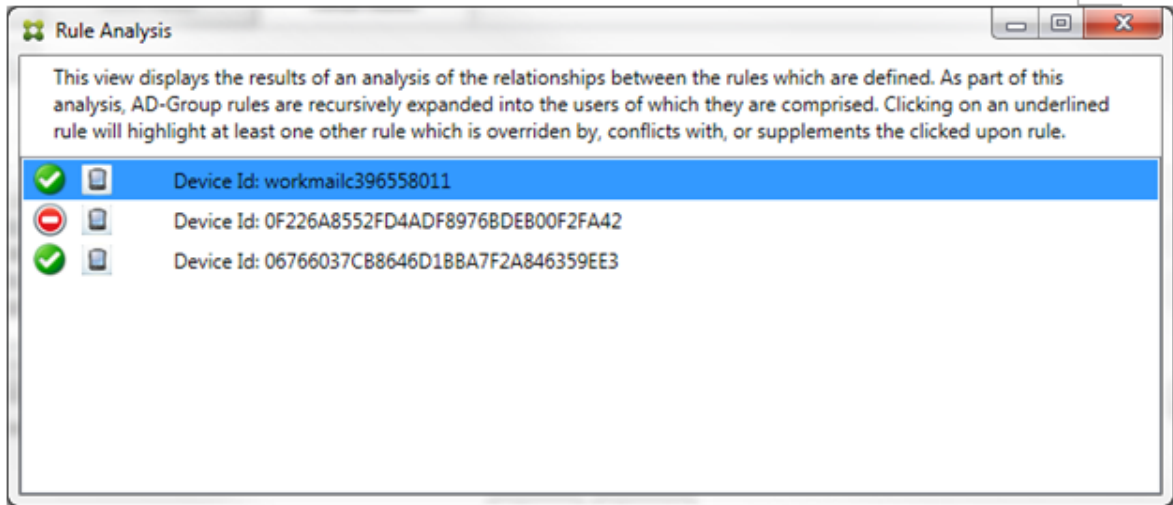 Rule Analysis
This view displays the results of an analysis of the relationships between the rules which are defined. As part of this
analysis, AD-Group rules are recursively expanded into the users of which they are comprised. Clicking on an underlined
rule will highlight at least one other rule which is overriden by, conflicts with, or supplements the clicked upon rule.
Device Id: workmailc396558011
Device Id: 0F226A8552FD4ADF8976BDEB00F2FA42
Device Id: 06766037CB8646D1BBA7F2A846359EE3